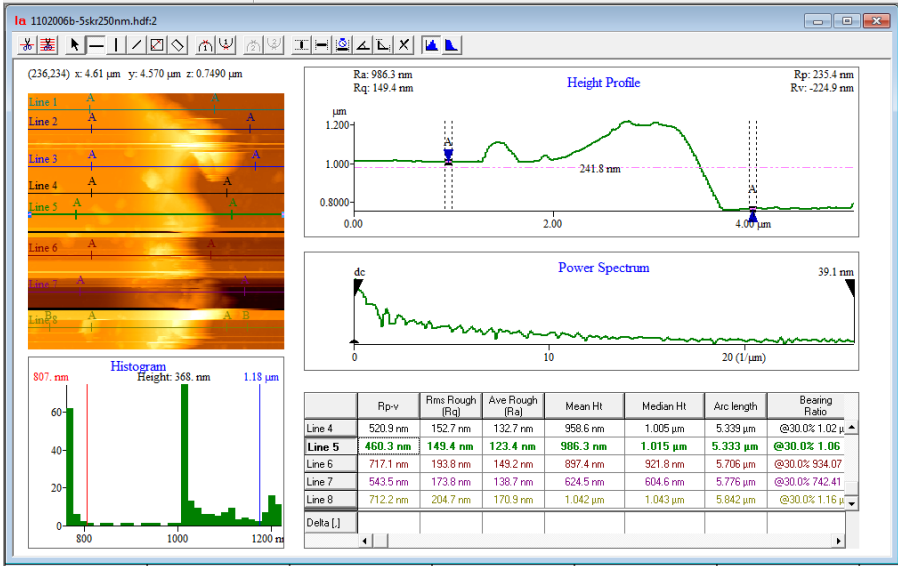 Ia 1102006b-5skr250nm.hdf:2
(236,234) x: 4.61 µm y: 4.570 µm z: 0.7490 µm
Line 1 A A
Line 2 A A
Line 3 A A
Line 4 A A
Line 5 A A
Line 6 A A
Line 7 A A
Line 8 B A A B
Ra: 986.3 nm
Rq: 149.4 nm
Height Profile
Rp: 235.4 nm
Rv: -224.9 nm
µm
1.200
1.000
0.8000
A
241.8 nm
A
0.00 2.00 4.00 µm
Power Spectrum
dc 39.1 nm
0 10 20 (1/µm)
Histogram
807. nm Height: 368. nm 1.18 µm
60
40
20
0
800 1000 1200 n
Rp-v Rms Rough (Rq) Ave Rough (Ra) Mean Ht Median Ht Arc length Bearing Ratio
Line 4 520.9 nm 152.7 nm 132.7 nm 958.6 nm 1.005 µm 5.339 µm @30.0% 1.02 µ
Line 5 460.3 nm 149.4 nm 123.4 nm 986.3 nm 1.015 µm 5.333 µm @30.0% 1.06
Line 6 717.1 nm 193.8 nm 149.2 nm 897.4 nm 921.8 nm 5.706 µm @30.0% 934.07
Line 7 543.5 nm 173.8 nm 138.7 nm 624.5 nm 604.6 nm 5.776 µm @30.0% 742.41
Line 8 712.2 nm 204.7 nm 170.9 nm 1.042 µm 1.043 µm 5.842 µm @30.0% 1.16 µ
Delta [,]